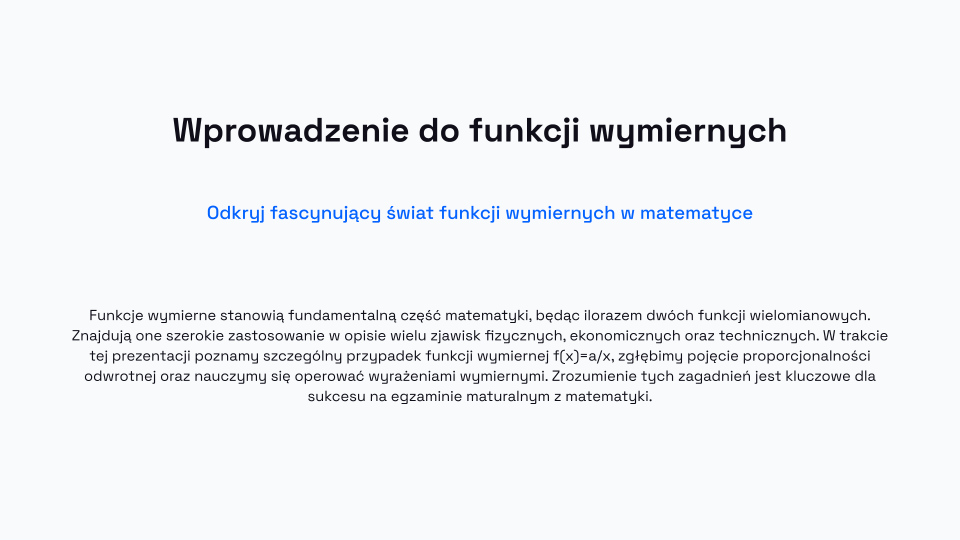 Wprowadzenie do funkcji wymiernych
Odkryj fascynujący świat funkcji wymiernych w matematyce
Funkcje wymierne stanowią fundamentalną część matematyki, będąc ilorazem dwóch funkcji wielomianowych.
Znajdują one szerokie zastosowanie w opisie wielu zjawisk fizycznych, ekonomicznych oraz technicznych. W trakcie
tej prezentacji poznamy szczególny przypadek funkcji wymiernej f(x)=a/x, zgłębimy pojęcie proporcjonalności
odwrotnej oraz nauczymy się operować wyrażeniami wymiernymi. Zrozumienie tych zagadnień jest kluczowe dla
sukcesu na egzaminie maturalnym z matematyki.